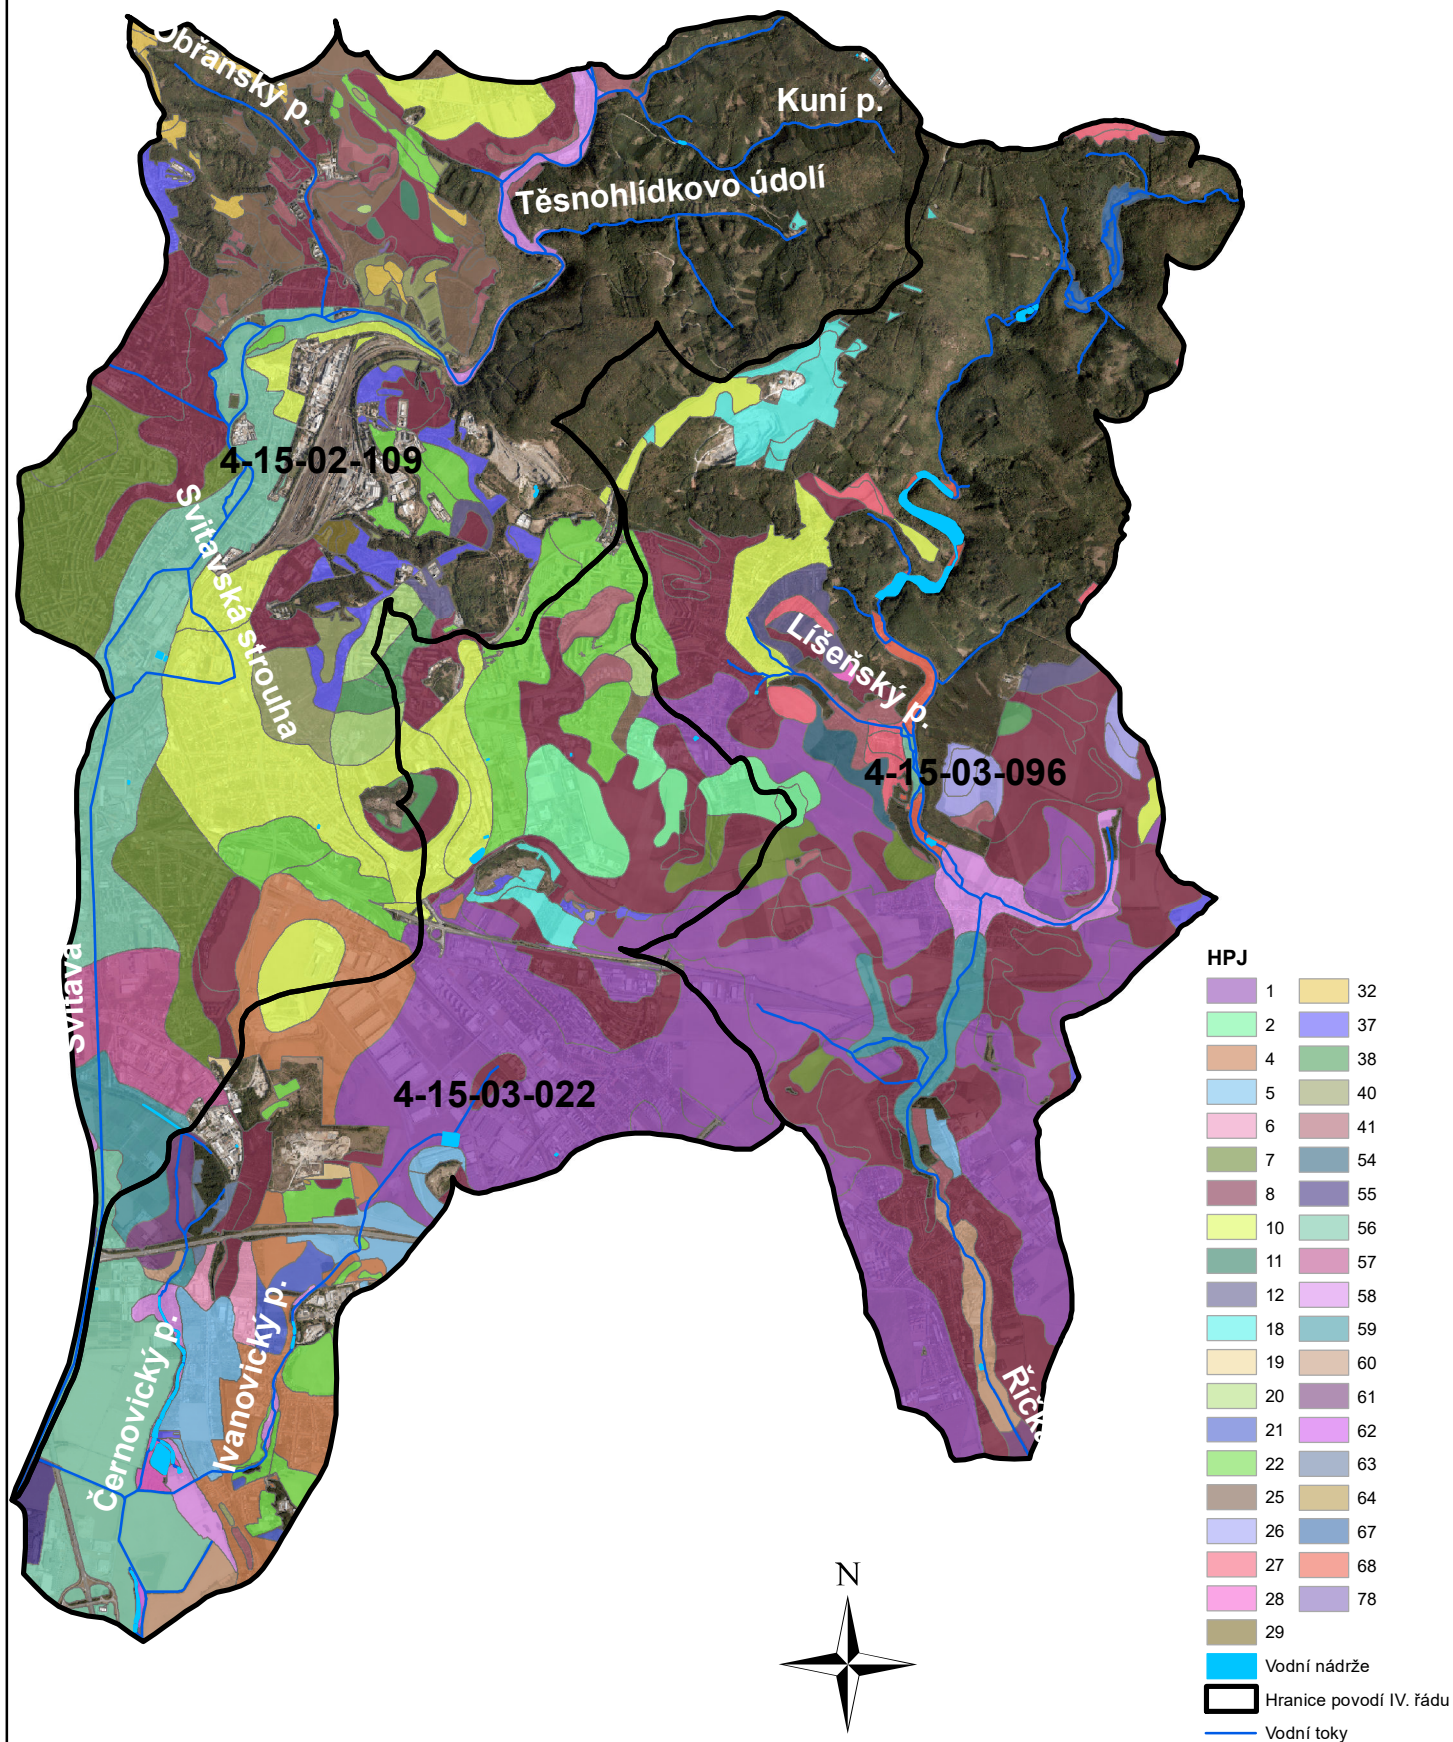 Obřanský p.
Kuní p.
Těsnohlídkovo údolí
4-15-02-109
Svitavská strouha
Líšeňský p.
4-15-03-096
Svitava
4-15-03-022
Říčka
Černovický p.
Ivanovický p.
N
HPJ
1 32
2 37
4 38
5 40
6 41
7 54
8 55
10 56
11 57
12 58
18 59
19 60
20 61
21 62
22 63
25 64
26 67
27 68
28 78
29
Vodní nádrže
Hranice povodí IV. řádu
Vodní toky